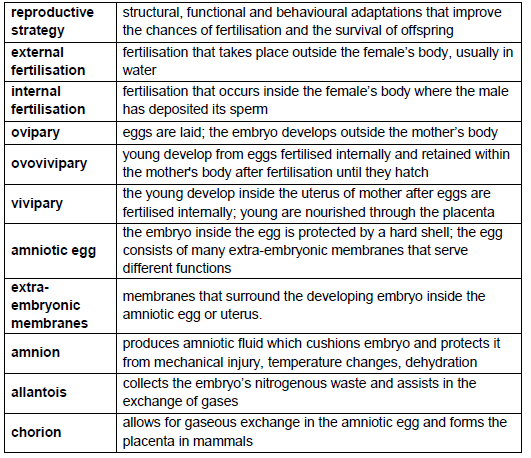 reproductive
strategy
structural, functional and behavioural adaptations that improve
the chances of fertilisation and the survival of offspring
external
fertilisation
fertilisation that takes place outside the female's body, usually in
water
internal
fertilisation
fertilisation that occurs inside the female's body where the male
has deposited its sperm
ovipary
eggs are laid; the embryo develops outside the mother's body
ovovivipary
young develop from eggs fertilised internally and retained within
the mother's body after fertilisation until they hatch
vivipary
the young develop inside the uterus of mother after eggs are
fertilised internally; young are nourished through the placenta
amniotic egg
the embryo inside the egg is protected by a hard shell; the egg
consists of many extra-embryonic membranes that serve
different functions
extra-
embryonic
membranes
membranes that surround the developing embryo inside the
amniotic egg or uterus.
amnion
produces amniotic fluid which cushions embryo and protects it
from mechanical injury, temperature changes, dehydration
allantois
collects the embryo's nitrogenous waste and assists in the
exchange of gases
chorion
allows for gaseous exchange in the amniotic egg and forms the
placenta in mammals